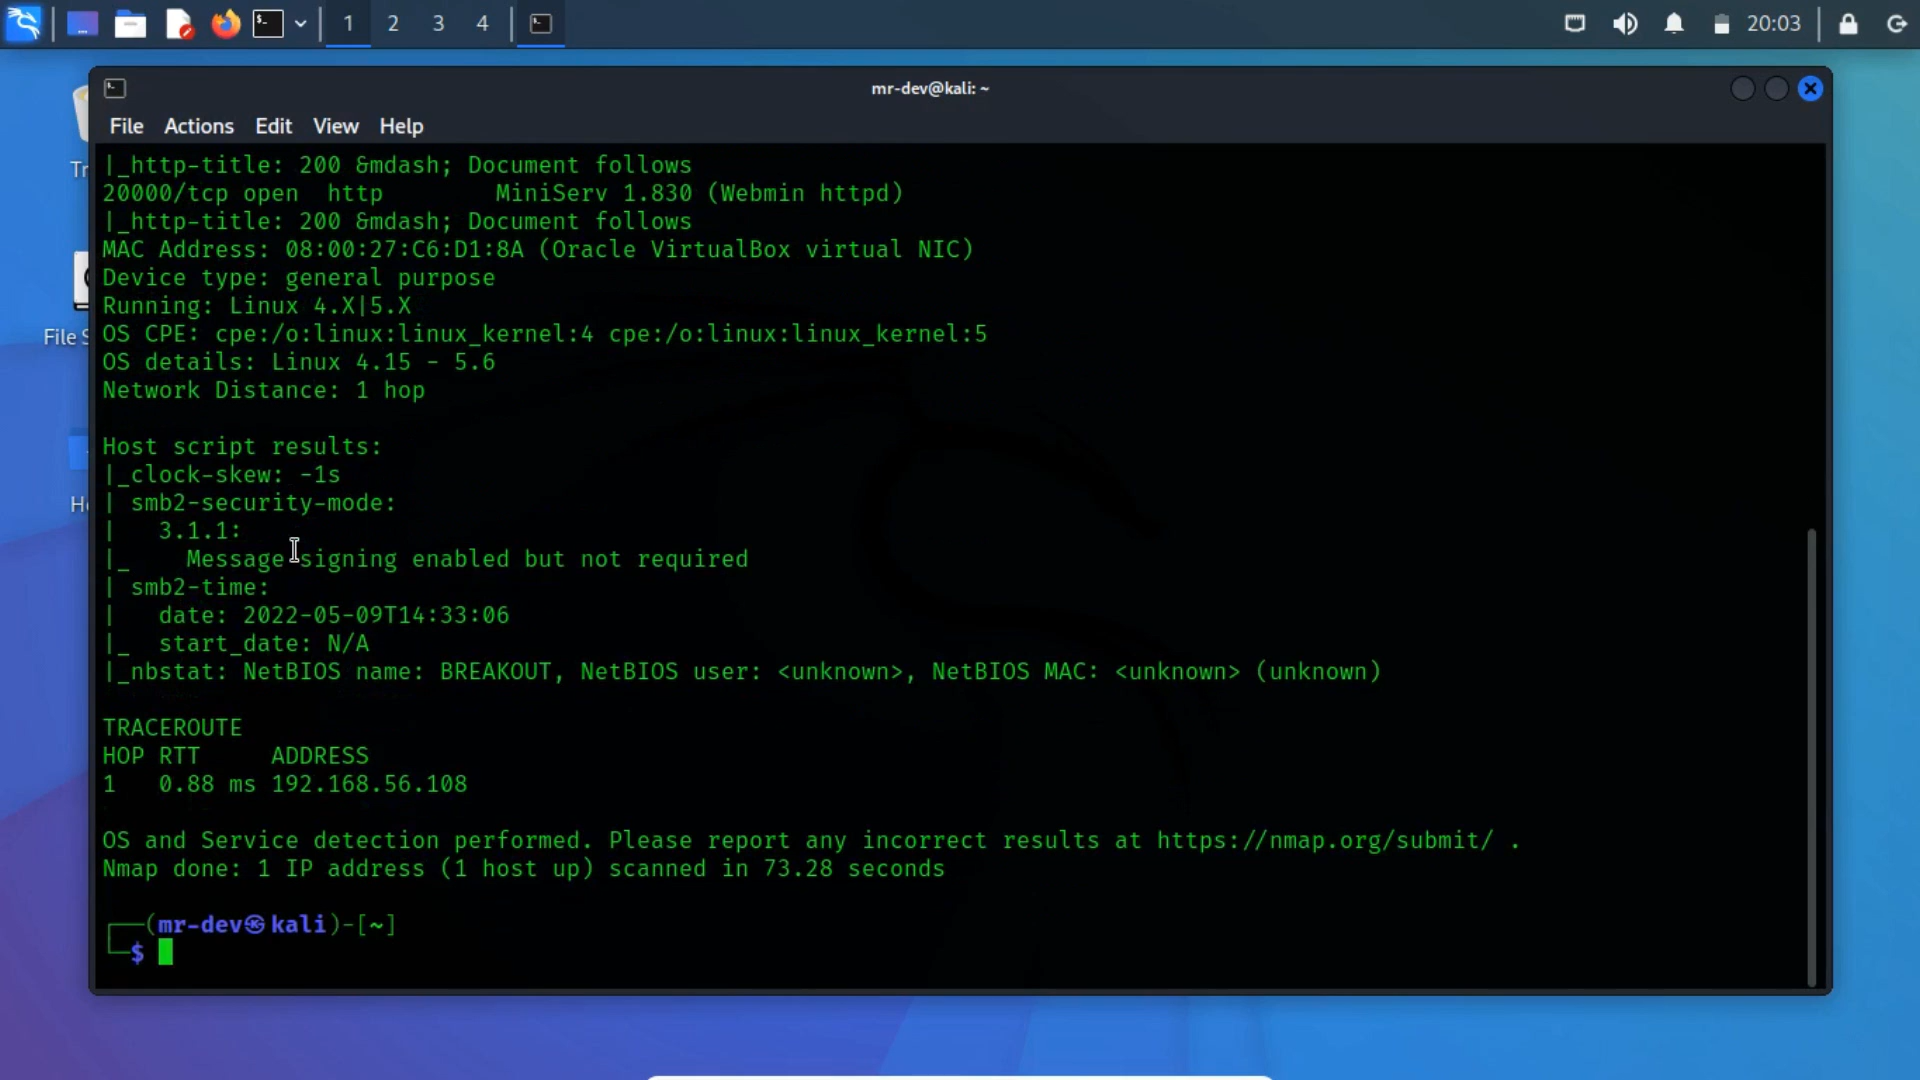 1 2 3 4
20:03
mr-dev@kali: ~
File Actions Edit View Help
|_http-title: 200 &mdash; Document follows
20000/tcp open  http        MiniServ 1.830 (Webmin httpd)
|_http-title: 200 &mdash; Document follows
MAC Address: 08:00:27:C6:D1:8A (Oracle VirtualBox virtual NIC)
Device type: general purpose
Running: Linux 4.X|5.X
OS CPE: cpe:/o:linux:linux_kernel:4 cpe:/o:linux:linux_kernel:5
OS details: Linux 4.15 - 5.6
Network Distance: 1 hop
Host script results:
|_clock-skew: -1s
| smb2-security-mode:
|   3.1.1:
|_    Message signing enabled but not required
| smb2-time:
|   date: 2022-05-09T14:33:06
|_  start_date: N/A
|_nbstat: NetBIOS name: BREAKOUT, NetBIOS user: <unknown>, NetBIOS MAC: <unknown> (unknown)
TRACEROUTE
HOP RTT     ADDRESS
1   0.88 ms 192.168.56.108
OS and Service detection performed. Please report any incorrect results at https://nmap.org/submit/ .
Nmap done: 1 IP address (1 host up) scanned in 73.28 seconds
┌──(mr-dev㉿kali)-[~]
└─$
Tr
File S
Ho